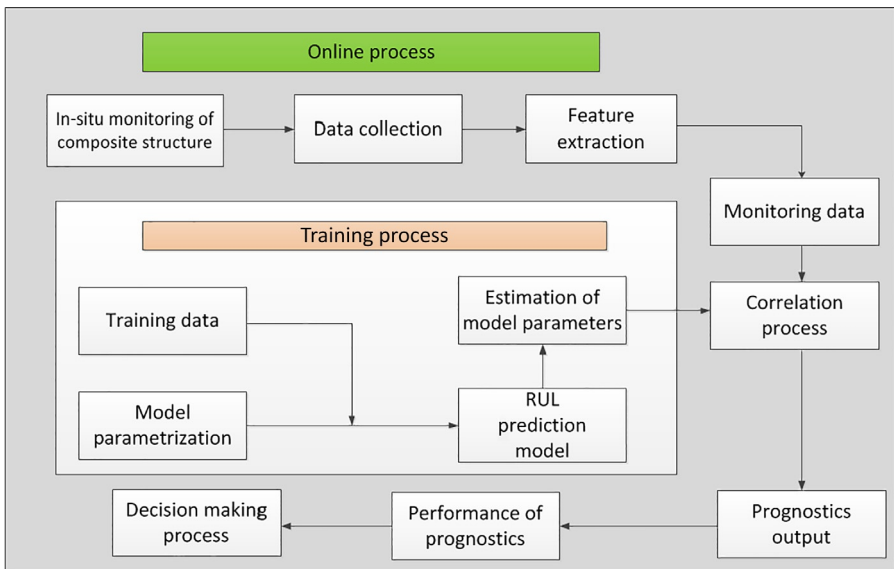 Online process
In-situ monitoring of
composite structure
Data collection
Feature
extraction
Monitoring data
Training process
Training data
Estimation of
model parameters
Correlation
process
Model
parametrization
RUL
prediction
model
Decision making
process
Performance of
prognostics
Prognostics
output